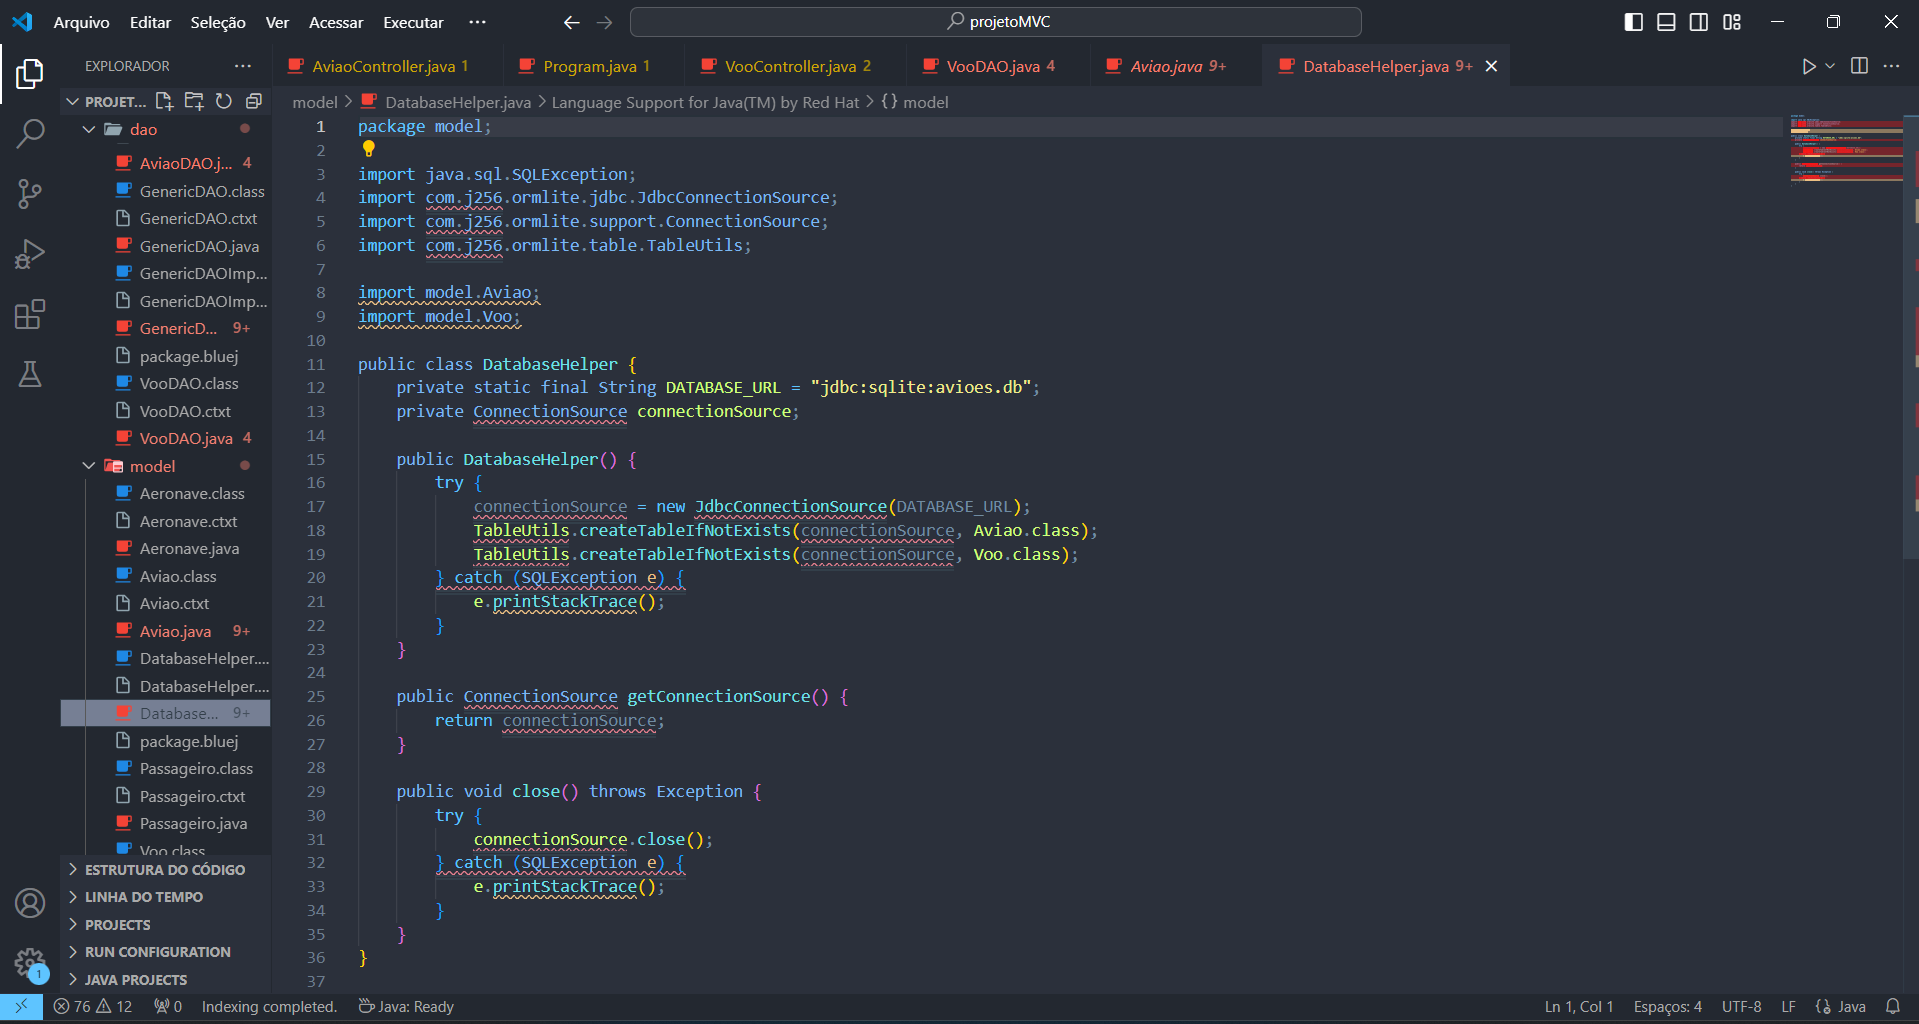 Arquivo Editar Seleção Ver Acessar Executar ··· projetoMVC
EXPLORADOR ···
AviaoController.java 1 Program.java 1 VooController.java 2 VooDAO.java 4 Aviao.java 9+ DatabaseHelper.java 9+
PROJET...
model > DatabaseHelper.java > Language Support for Java(TM) by Red Hat > {} model
dao
AviaoDAO.j... 4
GenericDAO.class
GenericDAO.ctxt
GenericDAO.java
GenericDAOImp...
GenericDAOImp...
GenericD... 9+
package.bluej
VooDAO.class
VooDAO.ctxt
VooDAO.java 4
model
Aeronave.class
Aeronave.ctxt
Aeronave.java
Aviao.class
Aviao.ctxt
Aviao.java 9+
DatabaseHelper....
DatabaseHelper....
Database... 9+
package.bluej
Passageiro.class
Passageiro.ctxt
Passageiro.java
Voo.class
ESTRUTURA DO CÓDIGO
LINHA DO TEMPO
PROJECTS
RUN CONFIGURATION
JAVA PROJECTS
1 package model;
2
3 import java.sql.SQLException;
4 import com.j256.ormlite.jdbc.JdbcConnectionSource;
5 import com.j256.ormlite.support.ConnectionSource;
6 import com.j256.ormlite.table.TableUtils;
7
8 import model.Aviao;
9 import model.Voo;
10
11 public class DatabaseHelper {
12 private static final String DATABASE_URL = "jdbc:sqlite:avioes.db";
13 private ConnectionSource connectionSource;
14
15 public DatabaseHelper() {
16 try {
17 connectionSource = new JdbcConnectionSource(DATABASE_URL);
18 TableUtils.createTableIfNotExists(connectionSource, Aviao.class);
19 TableUtils.createTableIfNotExists(connectionSource, Voo.class);
20 } catch (SQLException e) {
21 e.printStackTrace();
22 }
23 }
24
25 public ConnectionSource getConnectionSource() {
26 return connectionSource;
27 }
28
29 public void close() throws Exception {
30 try {
31 connectionSource.close();
32 } catch (SQLException e) {
33 e.printStackTrace();
34 }
35 }
36 }
37
1
76 12 0 Indexing completed. Java: Ready Ln 1, Col 1 Espaços: 4 UTF-8 LF Java